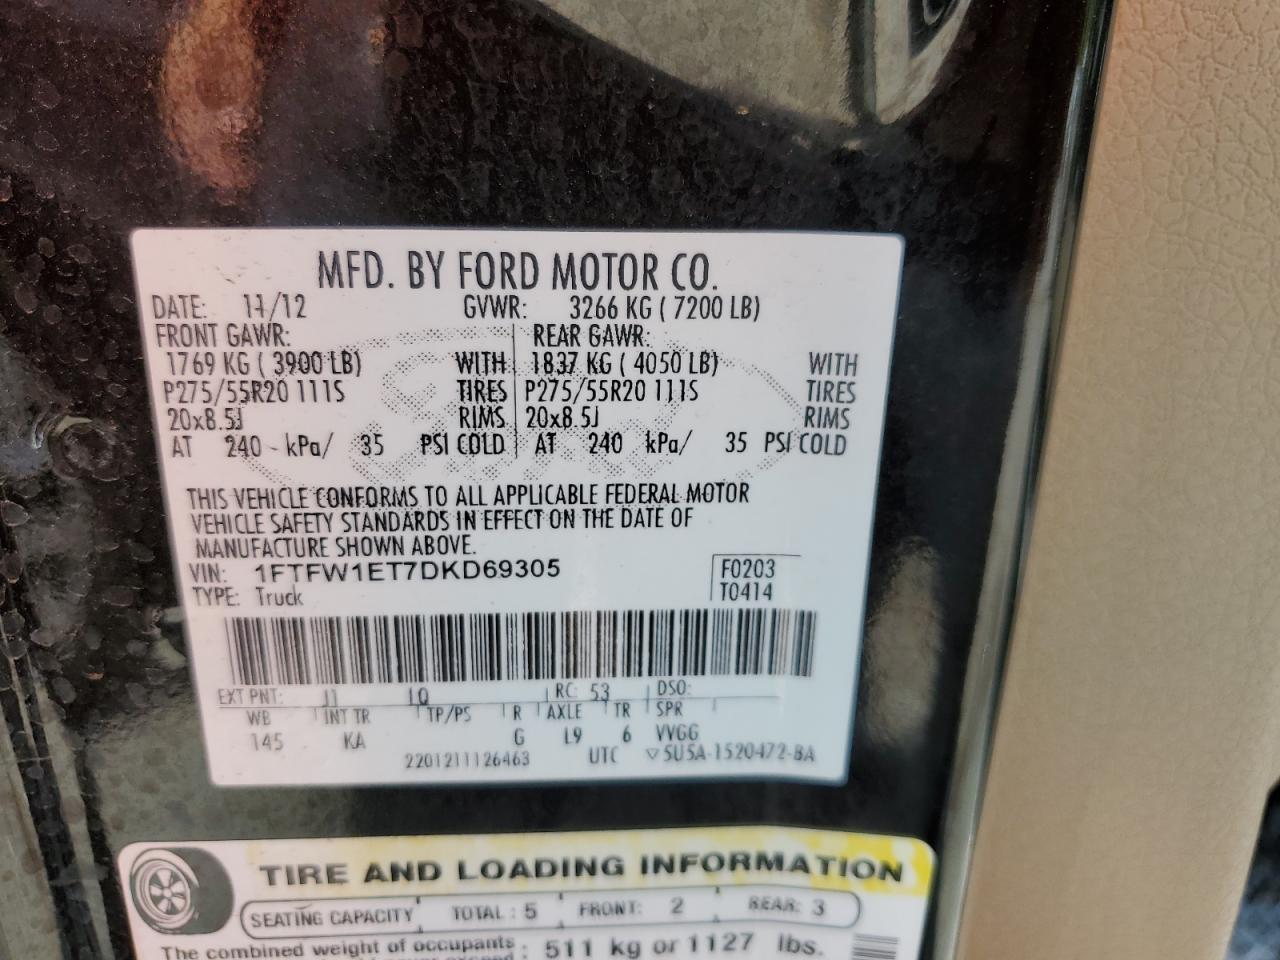 MFD. BY FORD MOTOR CO.
DATE: 11/12 GVWR: 3266 KG ( 7200 LB)
FRONT GAWR: REAR GAWR:
1769 KG ( 3900 LB) WITH 1837 KG ( 4050 LB) WITH
P275/55R20 111S TIRES P275/55R20 111S TIRES
20x8.5J RIMS 20x8.5J RIMS
AT 240 kPa/ 35 PSI COLD AT 240 kPa/ 35 PSI COLD
THIS VEHICLE CONFORMS TO ALL APPLICABLE FEDERAL MOTOR
VEHICLE SAFETY STANDARDS IN EFFECT ON THE DATE OF
MANUFACTURE SHOWN ABOVE.
VIN: 1FTFW1ET7DKD69305 F0203
TYPE: Truck T0414
EXT PNT: J1 JQ RC: 53 DSO:
WB INT TR TP/PS R AXLE TR SPR
145 KA G L9 6 VVGG
2201211126463 UTC ▽5U5A-1520472-BA
TIRE AND LOADING INFORMATION
SEATING CAPACITY TOTAL : 5 FRONT: 2 REAR: 3
The combined weight of occupants : 511 kg or 1127 lbs.